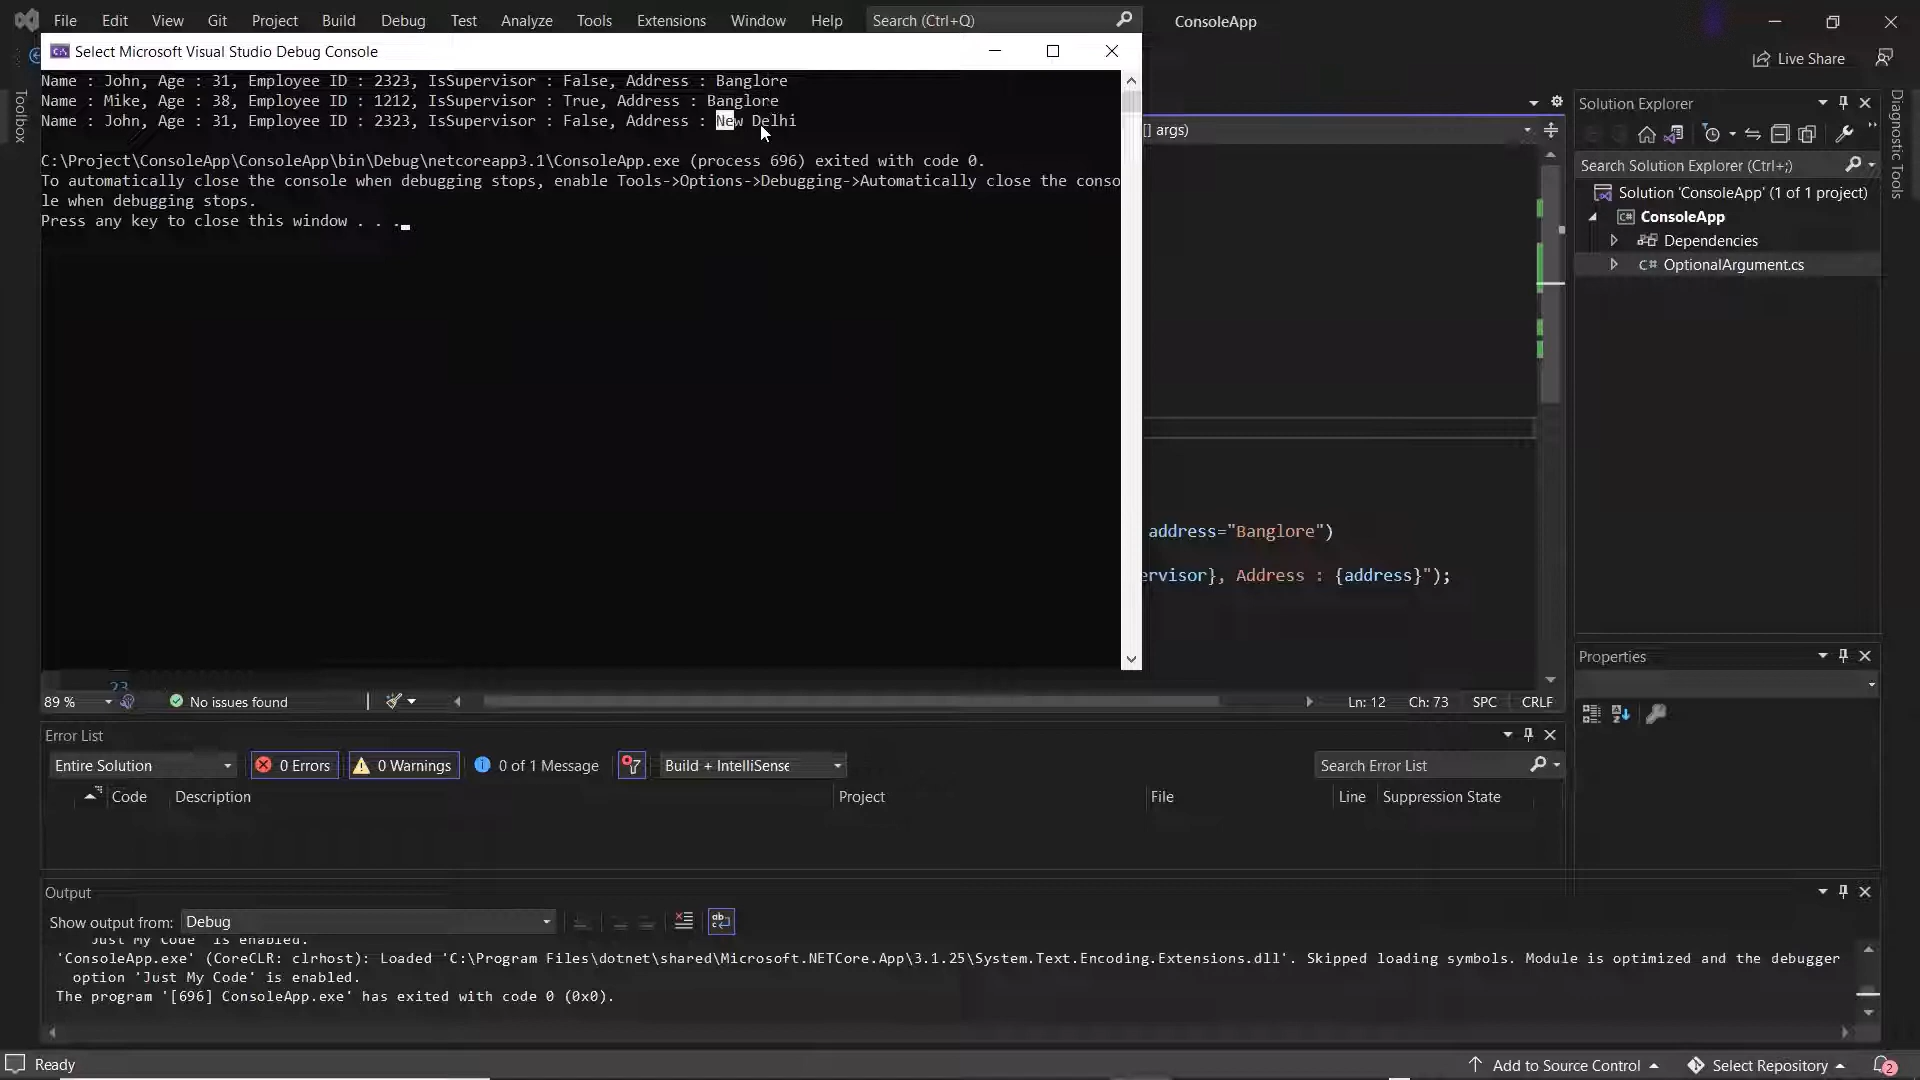 File Edit View Git Project Build Debug Test Analyze Tools Extensions Window Help Search (Ctrl+Q) ConsoleApp
Select Microsoft Visual Studio Debug Console
Live Share
Name : John, Age : 31, Employee ID : 2323, IsSupervisor : False, Address : Banglore
Name : Mike, Age : 38, Employee ID : 1212, IsSupervisor : True, Address : Banglore
Name : John, Age : 31, Employee ID : 2323, IsSupervisor : False, Address : New Delhi
C:\Project\ConsoleApp\ConsoleApp\bin\Debug\netcoreapp3.1\ConsoleApp.exe (process 696) exited with code 0.
To automatically close the console when debugging stops, enable Tools->Options->Debugging->Automatically close the conso
le when debugging stops.
Press any key to close this window . . .
Toolbox
[] args)
address="Banglore")
ervisor}, Address : {address}");
23
89 % No issues found Ln: 12 Ch: 73 SPC CRLF
Solution Explorer
Search Solution Explorer (Ctrl+;)
Solution 'ConsoleApp' (1 of 1 project)
C# ConsoleApp
Dependencies
C# OptionalArgument.cs
Diagnostic Tools
Properties
Error List
Entire Solution 0 Errors 0 Warnings 0 of 1 Message Build + IntelliSense Search Error List
Code Description Project File Line Suppression State
Output
Show output from: Debug
'Just My Code' is enabled.
'ConsoleApp.exe' (CoreCLR: clrhost): Loaded 'C:\Program Files\dotnet\shared\Microsoft.NETCore.App\3.1.25\System.Text.Encoding.Extensions.dll'. Skipped loading symbols. Module is optimized and the debugger
option 'Just My Code' is enabled.
The program '[696] ConsoleApp.exe' has exited with code 0 (0x0).
Ready Add to Source Control Select Repository 2